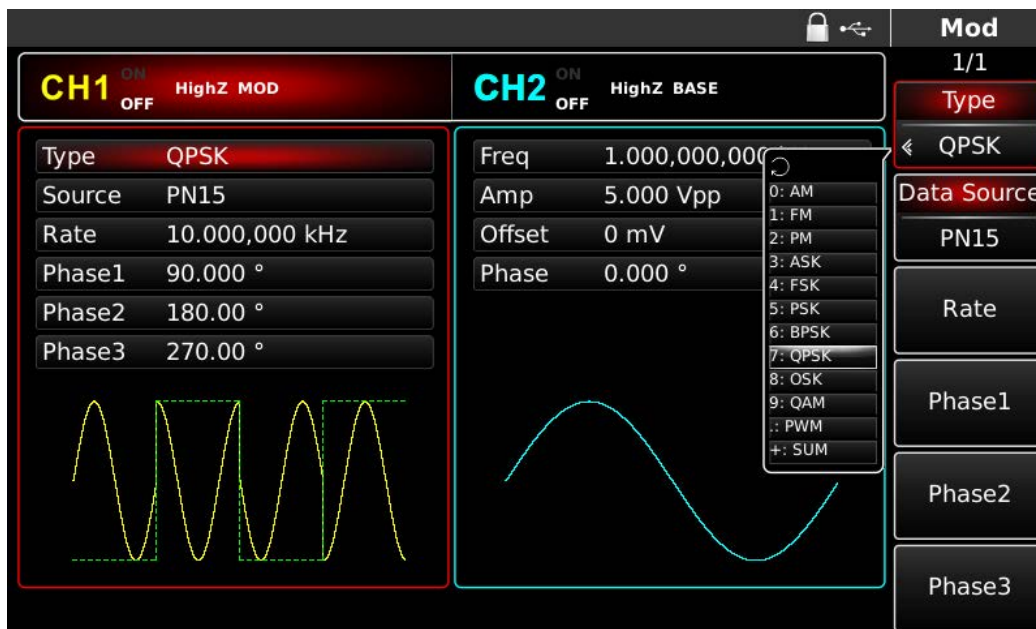 Mod
1/1
CH1 ON OFF HighZ MOD
CH2 ON OFF HighZ BASE
Type
QPSK
Data Source
PN15
Rate
Phase1
Phase2
Phase3
Type QPSK
Source PN15
Rate 10.000,000 kHz
Phase1 90.000 °
Phase2 180.00 °
Phase3 270.00 °
Freq 1.000,000,000
Amp 5.000 Vpp
Offset 0 mV
Phase 0.000 °
0: AM
1: FM
2: PM
3: ASK
4: FSK
5: PSK
6: BPSK
7: QPSK
8: OSK
9: QAM
.: PWM
+: SUM